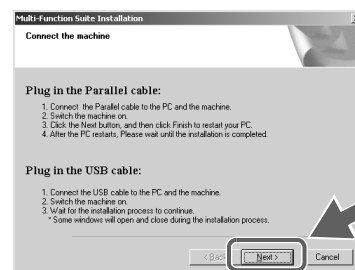 Multi-Function Suite Installation
Connect the machine
Plug in the Parallel cable:
1. Connect the Parallel cable to the PC and the machine.
2. Switch the machine on.
3. Click the Next button, and then click Finish to restart your PC.
4. After the PC restarts, Please wait until the installation is completed.
Plug in the USB cable:
1. Connect the USB cable to the PC and the machine.
2. Switch the machine on.
3. Wait for the installation process to continue.
* Some windows will open and close during the installation process.
< Back Next > Cancel